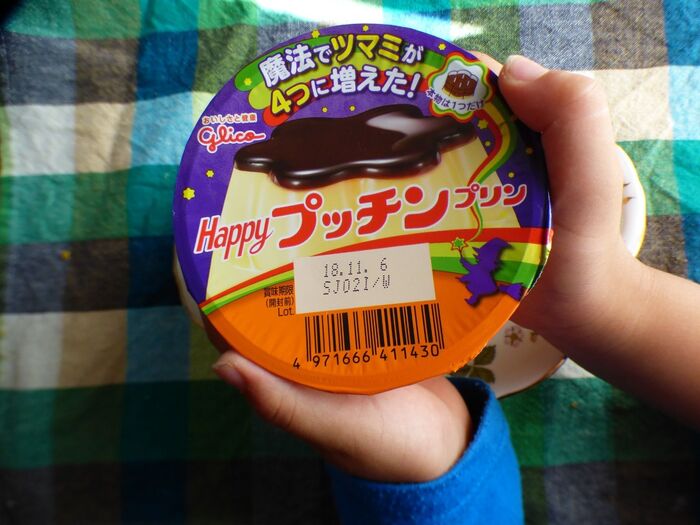 魔法でツマミが
4つに増えた!
本物は1つだけ
おいしさと健康
Glico
Happyプッチンプリン
18.11. 6
SJ02I/W
賞味期限
(開封前)
Lot.
4 971666 411430